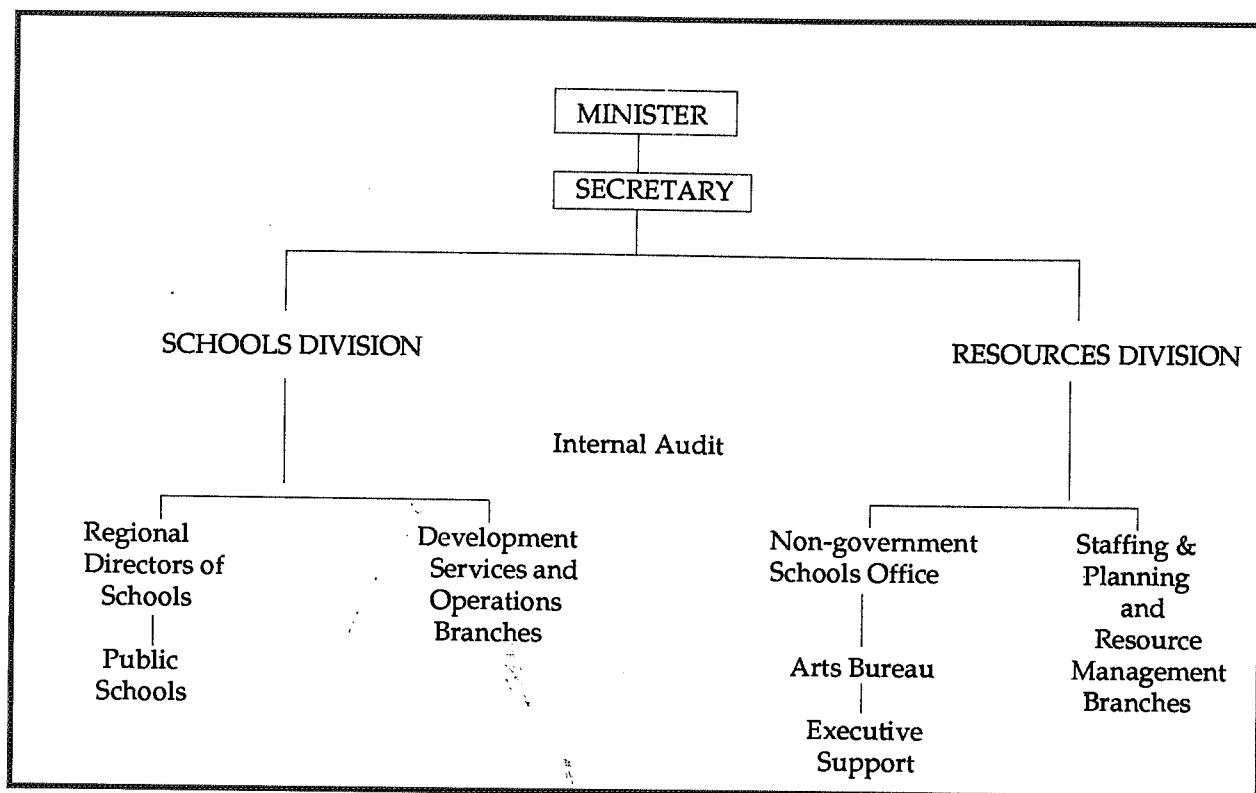 MINISTER
SECRETARY
SCHOOLS DIVISION
RESOURCES DIVISION
Internal Audit
Regional
Directors of
Schools
Public
Schools
Development
Services and
Operations
Branches
Non-government
Schools Office
Arts Bureau
Executive
Support
Staffing &
Planning
and
Resource
Management
Branches